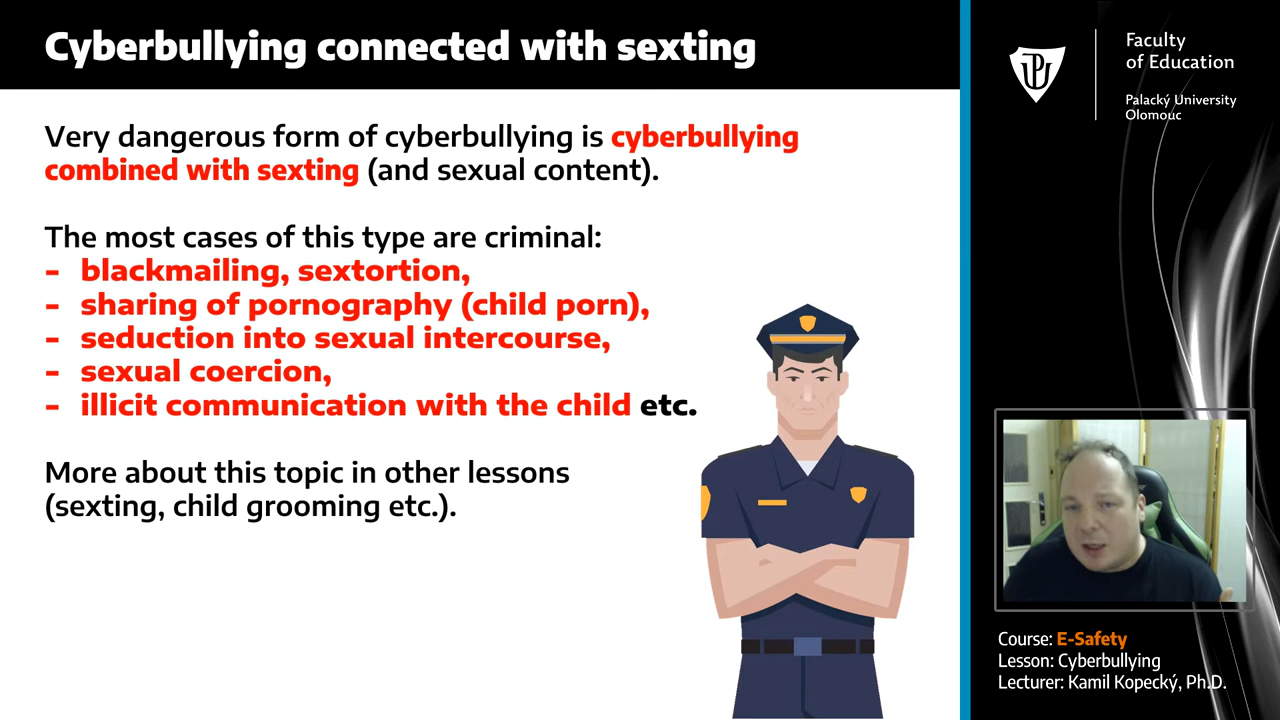 Cyberbullying connected with sexting
Very dangerous form of cyberbullying is cyberbullying
combined with sexting (and sexual content).
The most cases of this type are criminal:
- blackmailing, sextortion,
- sharing of pornography (child porn),
- seduction into sexual intercourse,
- sexual coercion,
- illicit communication with the child etc.
More about this topic in other lessons
(sexting, child grooming etc.).
Faculty
of Education
Palacký University
Olomouc
Course: E-Safety
Lesson: Cyberbullying
Lecturer: Kamil Kopecký, Ph.D.